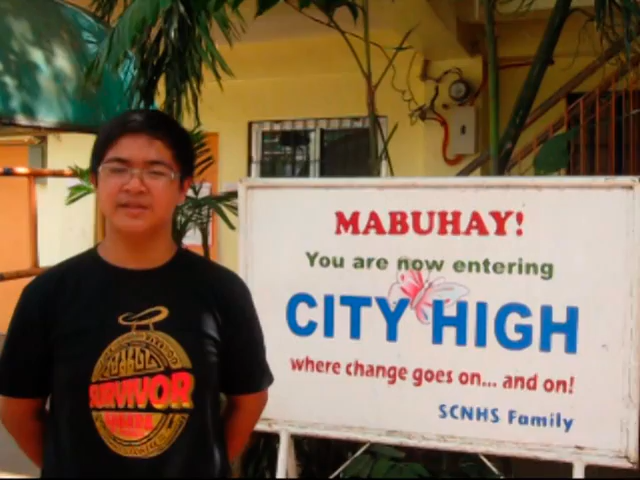 MABUHAY!
You are now entering
CITY HIGH
where change goes on... and on!
SCNHS Family
SURVIVOR